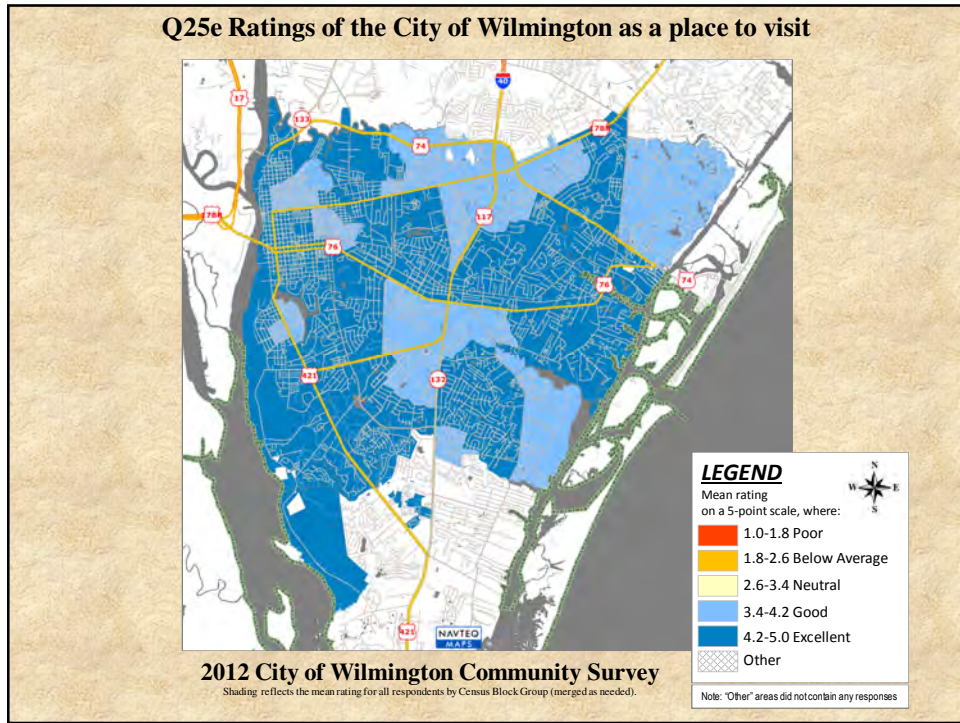 Q25e Ratings of the City of Wilmington as a place to visit
40
17
133
74
78B
78B
117
76
76
74
421
132
421
NAVTEQ
MAPS
LEGEND
N
W E
S
Mean rating
on a 5-point scale, where:
1.0-1.8 Poor
1.8-2.6 Below Average
2.6-3.4 Neutral
3.4-4.2 Good
4.2-5.0 Excellent
Other
Note: "Other" areas did not contain any responses
2012 City of Wilmington Community Survey
Shading reflects the mean rating for all respondents by Census Block Group (merged as needed).